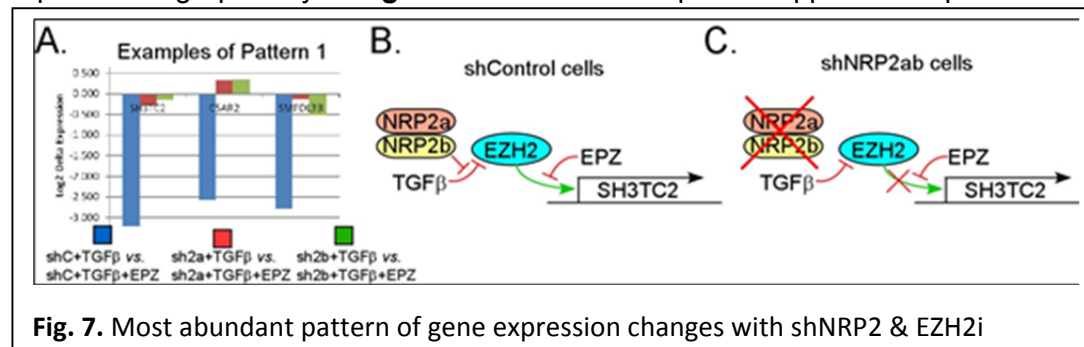 A.
Examples of Pattern 1
0.500
0.000
-0.500
-1.000
-1.500
-2.000
-2.500
-3.000
Log2 Delta Expression
SH3TC2
C5AR2
shC+TGFβ vs.
shC+TGFβ+EPZ
sh2a+TGFβ vs.
sh2a+TGFβ+EPZ
sh2b+TGFβ vs.
sh2b+TGFβ+EPZ
B.
shControl cells
NRP2a
NRP2b
EZH2
EPZ
TGFβ
SH3TC2
C.
shNRP2ab cells
NRP2a
NRP2b
EZH2
EPZ
TGFβ
SH3TC2
Fig. 7. Most abundant pattern of gene expression changes with shNRP2 & EZH2i